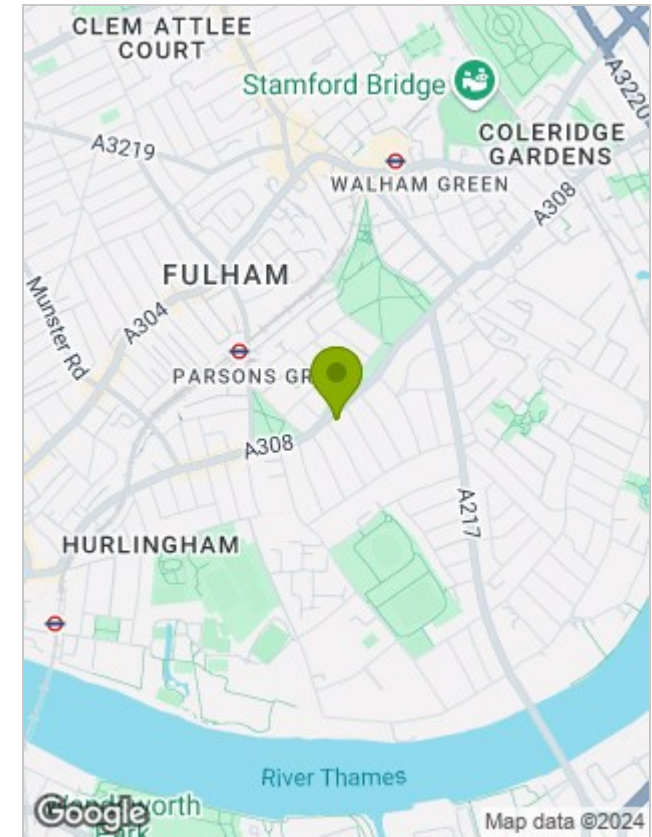 CLEM ATTLEE
COURT
Stamford Bridge
A3220
A3219
COLERIDGE
GARDENS
WALHAM GREEN
A308
FULHAM
Munster Rd
A304
PARSONS GR
A308
A217
HURLINGHAM
River Thames
Google
Park
Map data ©2024